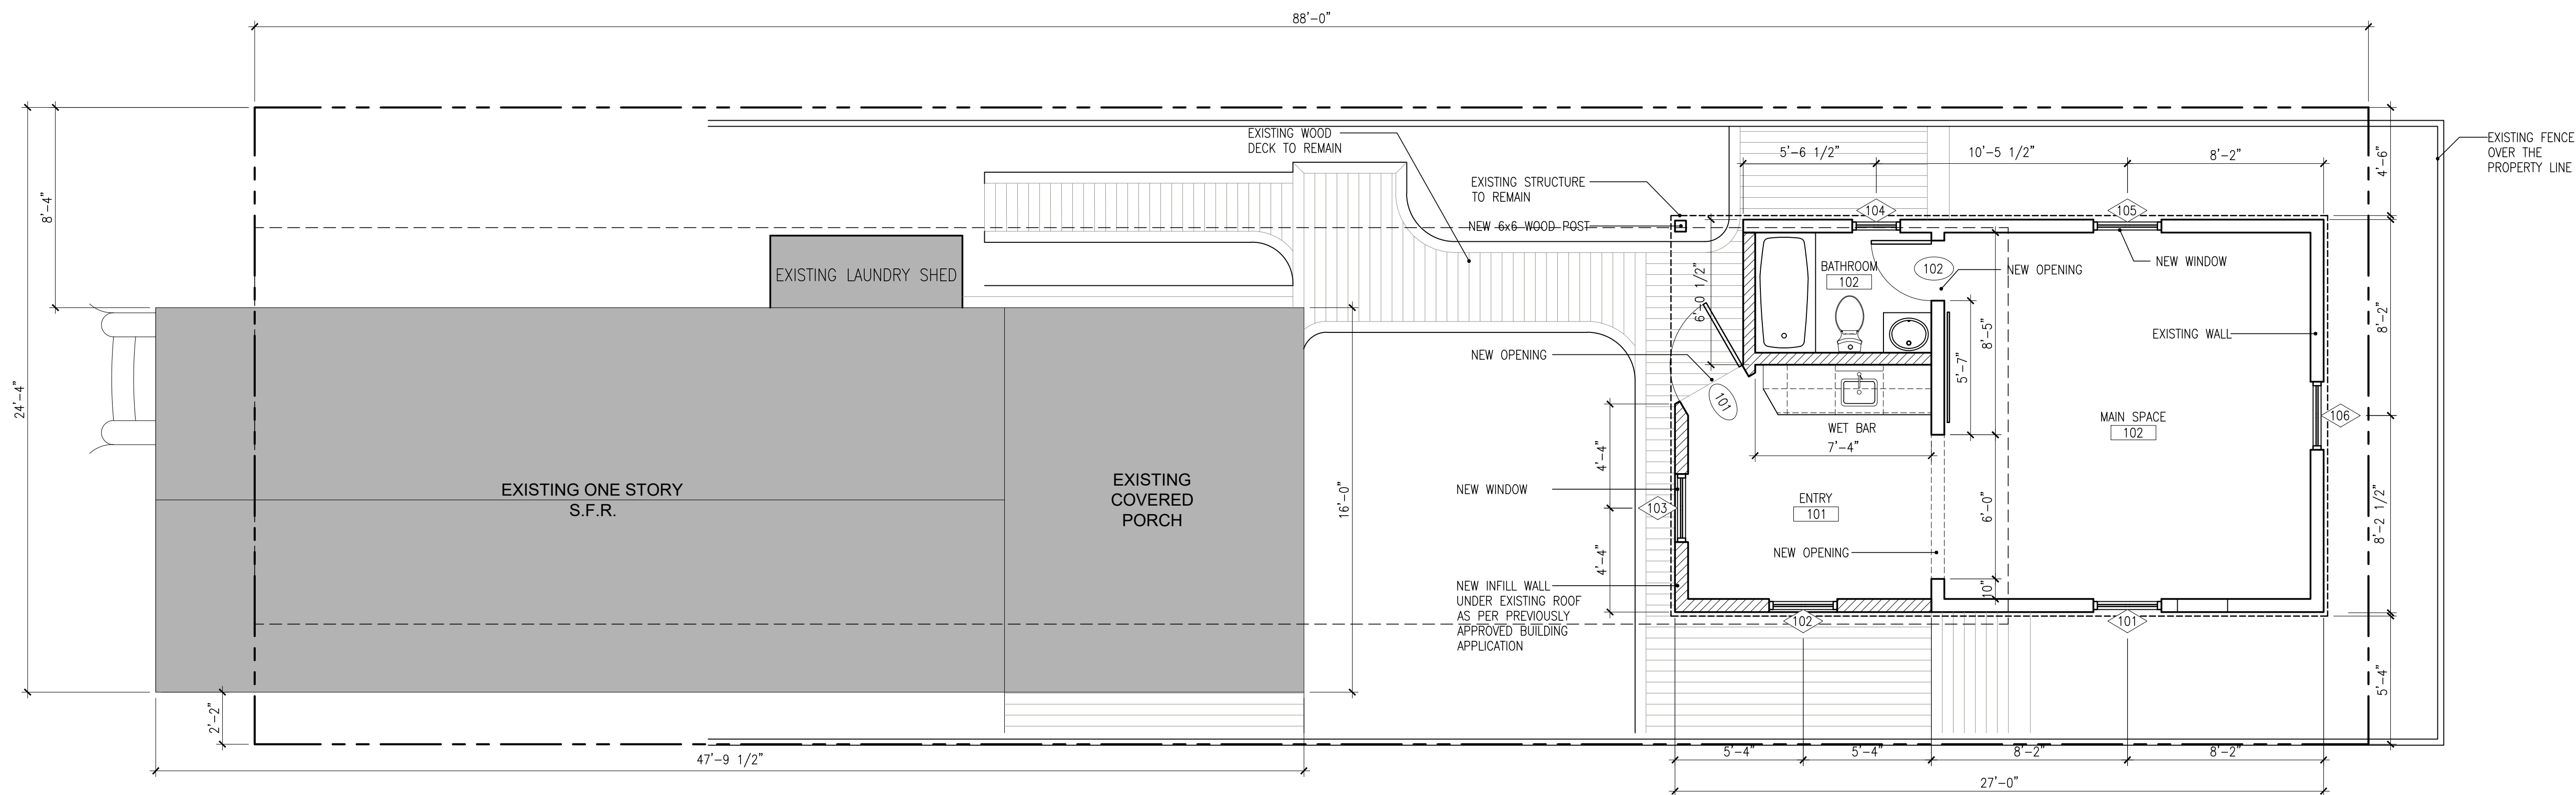 88'-0"
EXISTING WOOD
DECK TO REMAIN
EXISTING FENCE
OVER THE
PROPERTY LINE
5'-6 1/2"
10'-5 1/2"
8'-2"
4'-6"
8'-4"
24'-4"
EXISTING STRUCTURE
TO REMAIN
NEW 6x6 WOOD POST
104
105
EXISTING LAUNDRY SHED
6'-0 1/2"
BATHROOM
102
102
NEW OPENING
NEW WINDOW
8'-2"
NEW OPENING
8'-5"
5'-7"
EXISTING WALL
101
WET BAR
7'-4"
MAIN SPACE
102
106
4'-4"
EXISTING ONE STORY
S.F.R.
EXISTING
COVERED
PORCH
16'-0"
NEW WINDOW
103
ENTRY
101
6'-0"
8'-2 1/2"
NEW OPENING
4'-4"
10"
NEW INFILL WALL
UNDER EXISTING ROOF
AS PER PREVIOUSLY
APPROVED BUILDING
APPLICATION
102
101
5'-4"
2'-2"
47'-9 1/2"
5'-4"
5'-4"
8'-2"
8'-2"
27'-0"